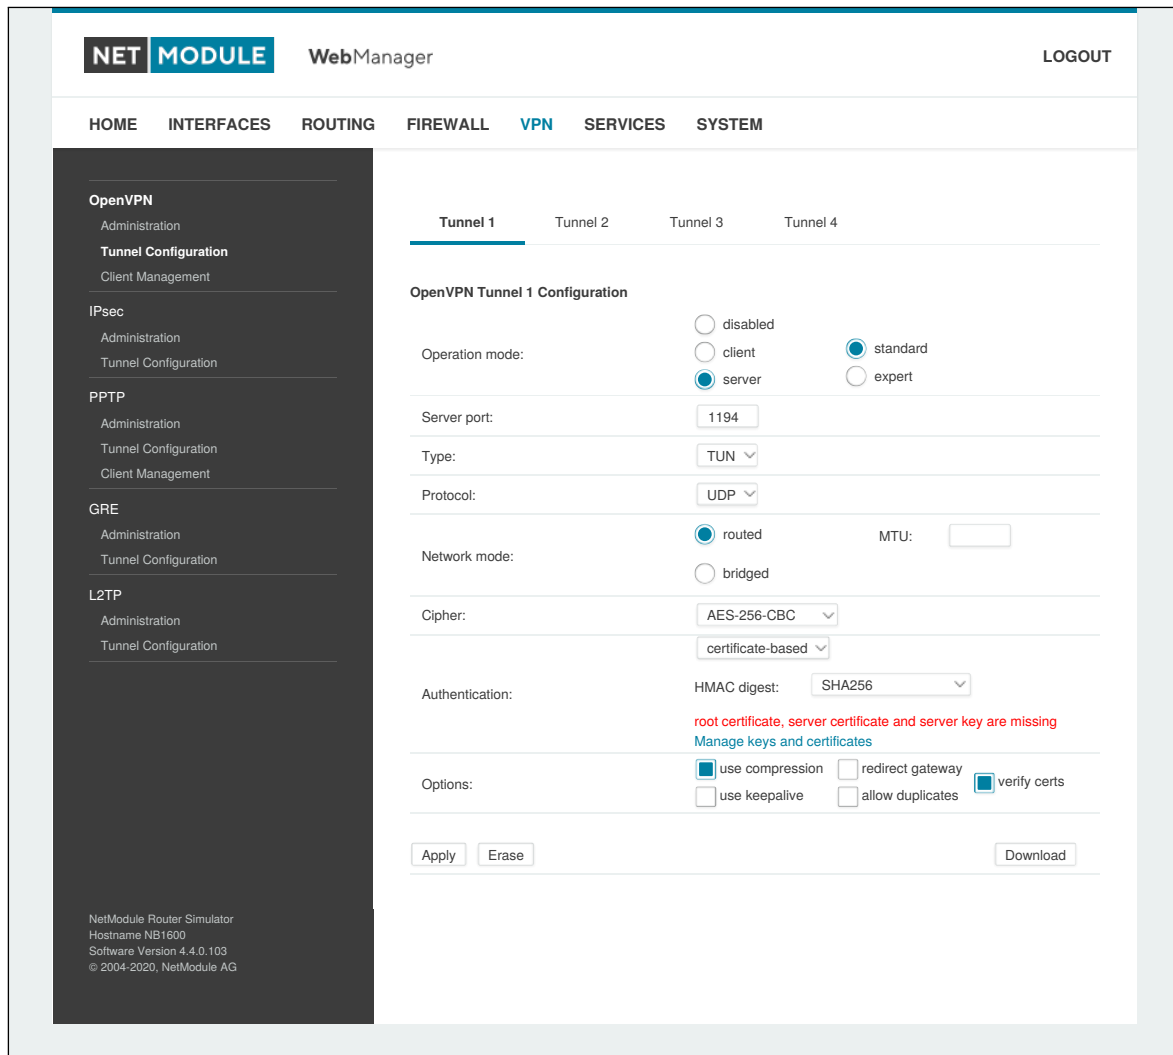 NET MODULE WebManager LOGOUT
HOME INTERFACES ROUTING FIREWALL VPN SERVICES SYSTEM
OpenVPN
Administration
Tunnel Configuration
Client Management
IPsec
Administration
Tunnel Configuration
PPTP
Administration
Tunnel Configuration
Client Management
GRE
Administration
Tunnel Configuration
L2TP
Administration
Tunnel Configuration
NetModule Router Simulator
Hostname NB1600
Software Version 4.4.0.103
© 2004-2020, NetModule AG
Tunnel 1 Tunnel 2 Tunnel 3 Tunnel 4
OpenVPN Tunnel 1 Configuration
Operation mode:
disabled
client
server
standard
expert
Server port: 1194
Type: TUN
Protocol: UDP
Network mode:
routed
bridged
MTU:
Cipher: AES-256-CBC
Authentication:
certificate-based
HMAC digest: SHA256
root certificate, server certificate and server key are missing
Manage keys and certificates
Options:
use compression redirect gateway verify certs
use keepalive allow duplicates
Apply Erase Download